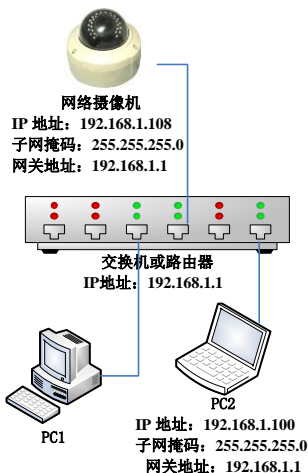 网络摄像机
IP 地址：192.168.1.108
子网掩码：255.255.255.0
网关地址：192.168.1.1
交换机或路由器
IP地址：192.168.1.1
PC1
PC2
IP 地址：192.168.1.100
子网掩码：255.255.255.0
网关地址：192.168.1.1